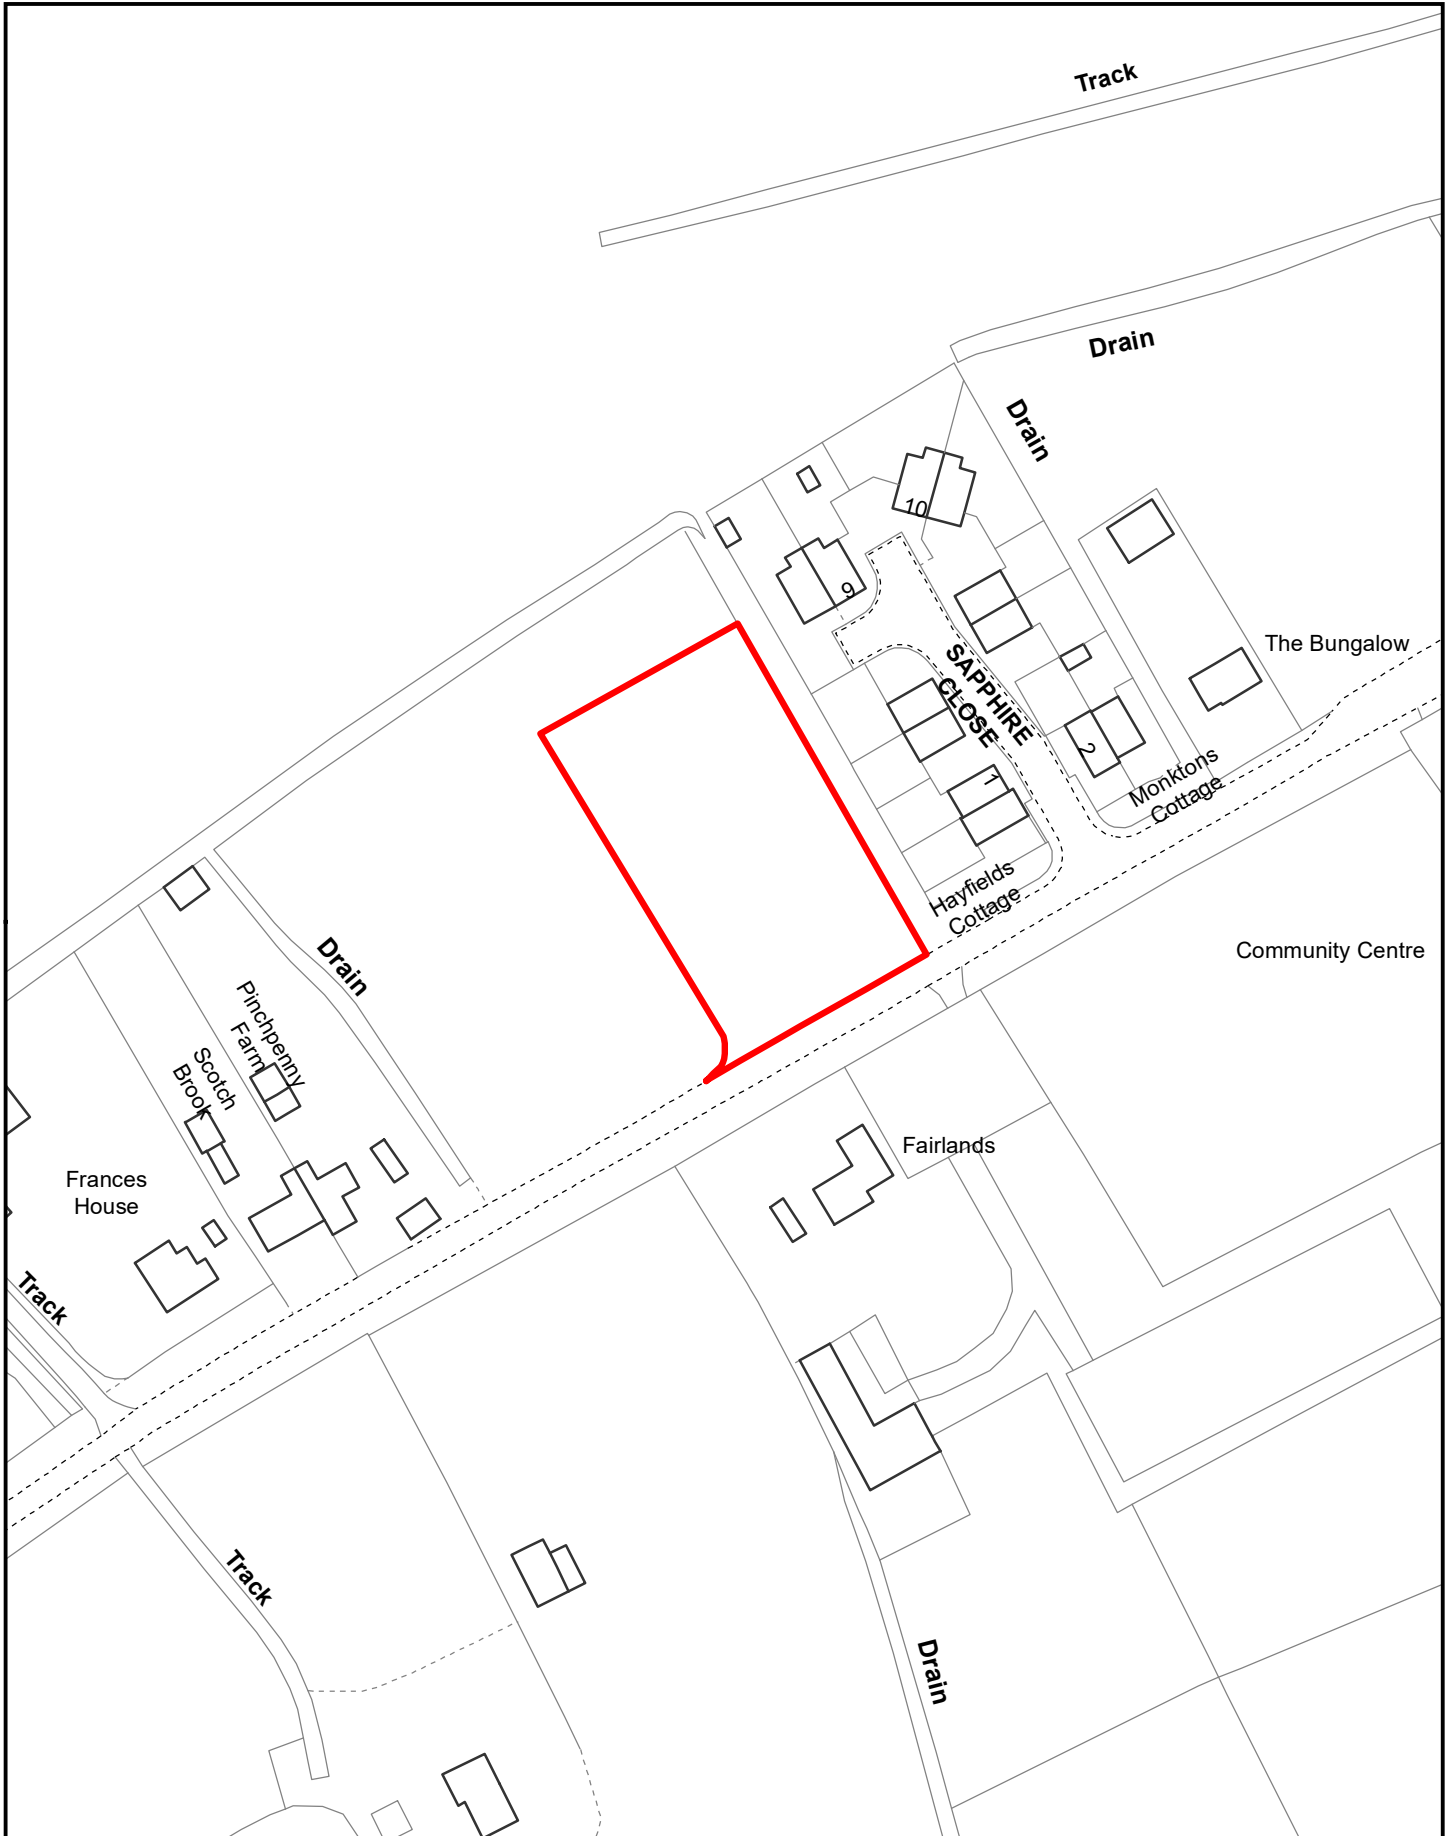 Track
Drain
Drain
10
9
The Bungalow
SAPPHIRE
CLOSE
2
1
Monktons
Cottage
Hayfields
Cottage
Community Centre
Drain
Pinchpenny
Farm
Scotch
Brook
Fairlands
Frances
House
Track
Track
Drain